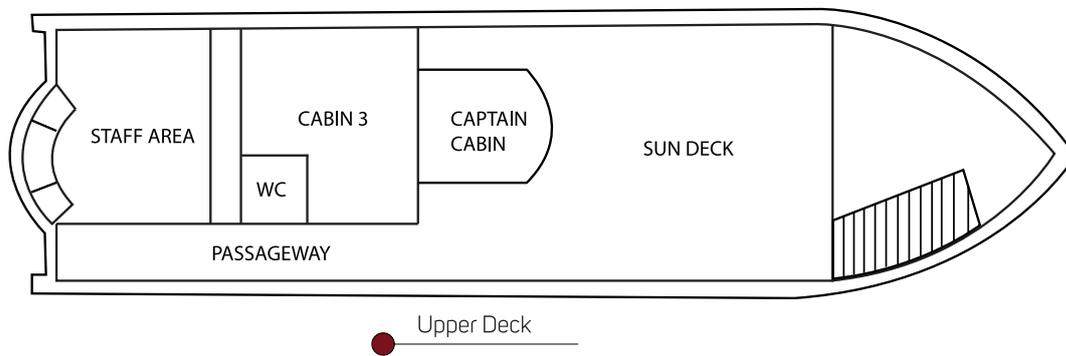 STAFF AREA
CABIN 3
WC
CAPTAIN
CABIN
SUN DECK
PASSAGEWAY
Upper Deck